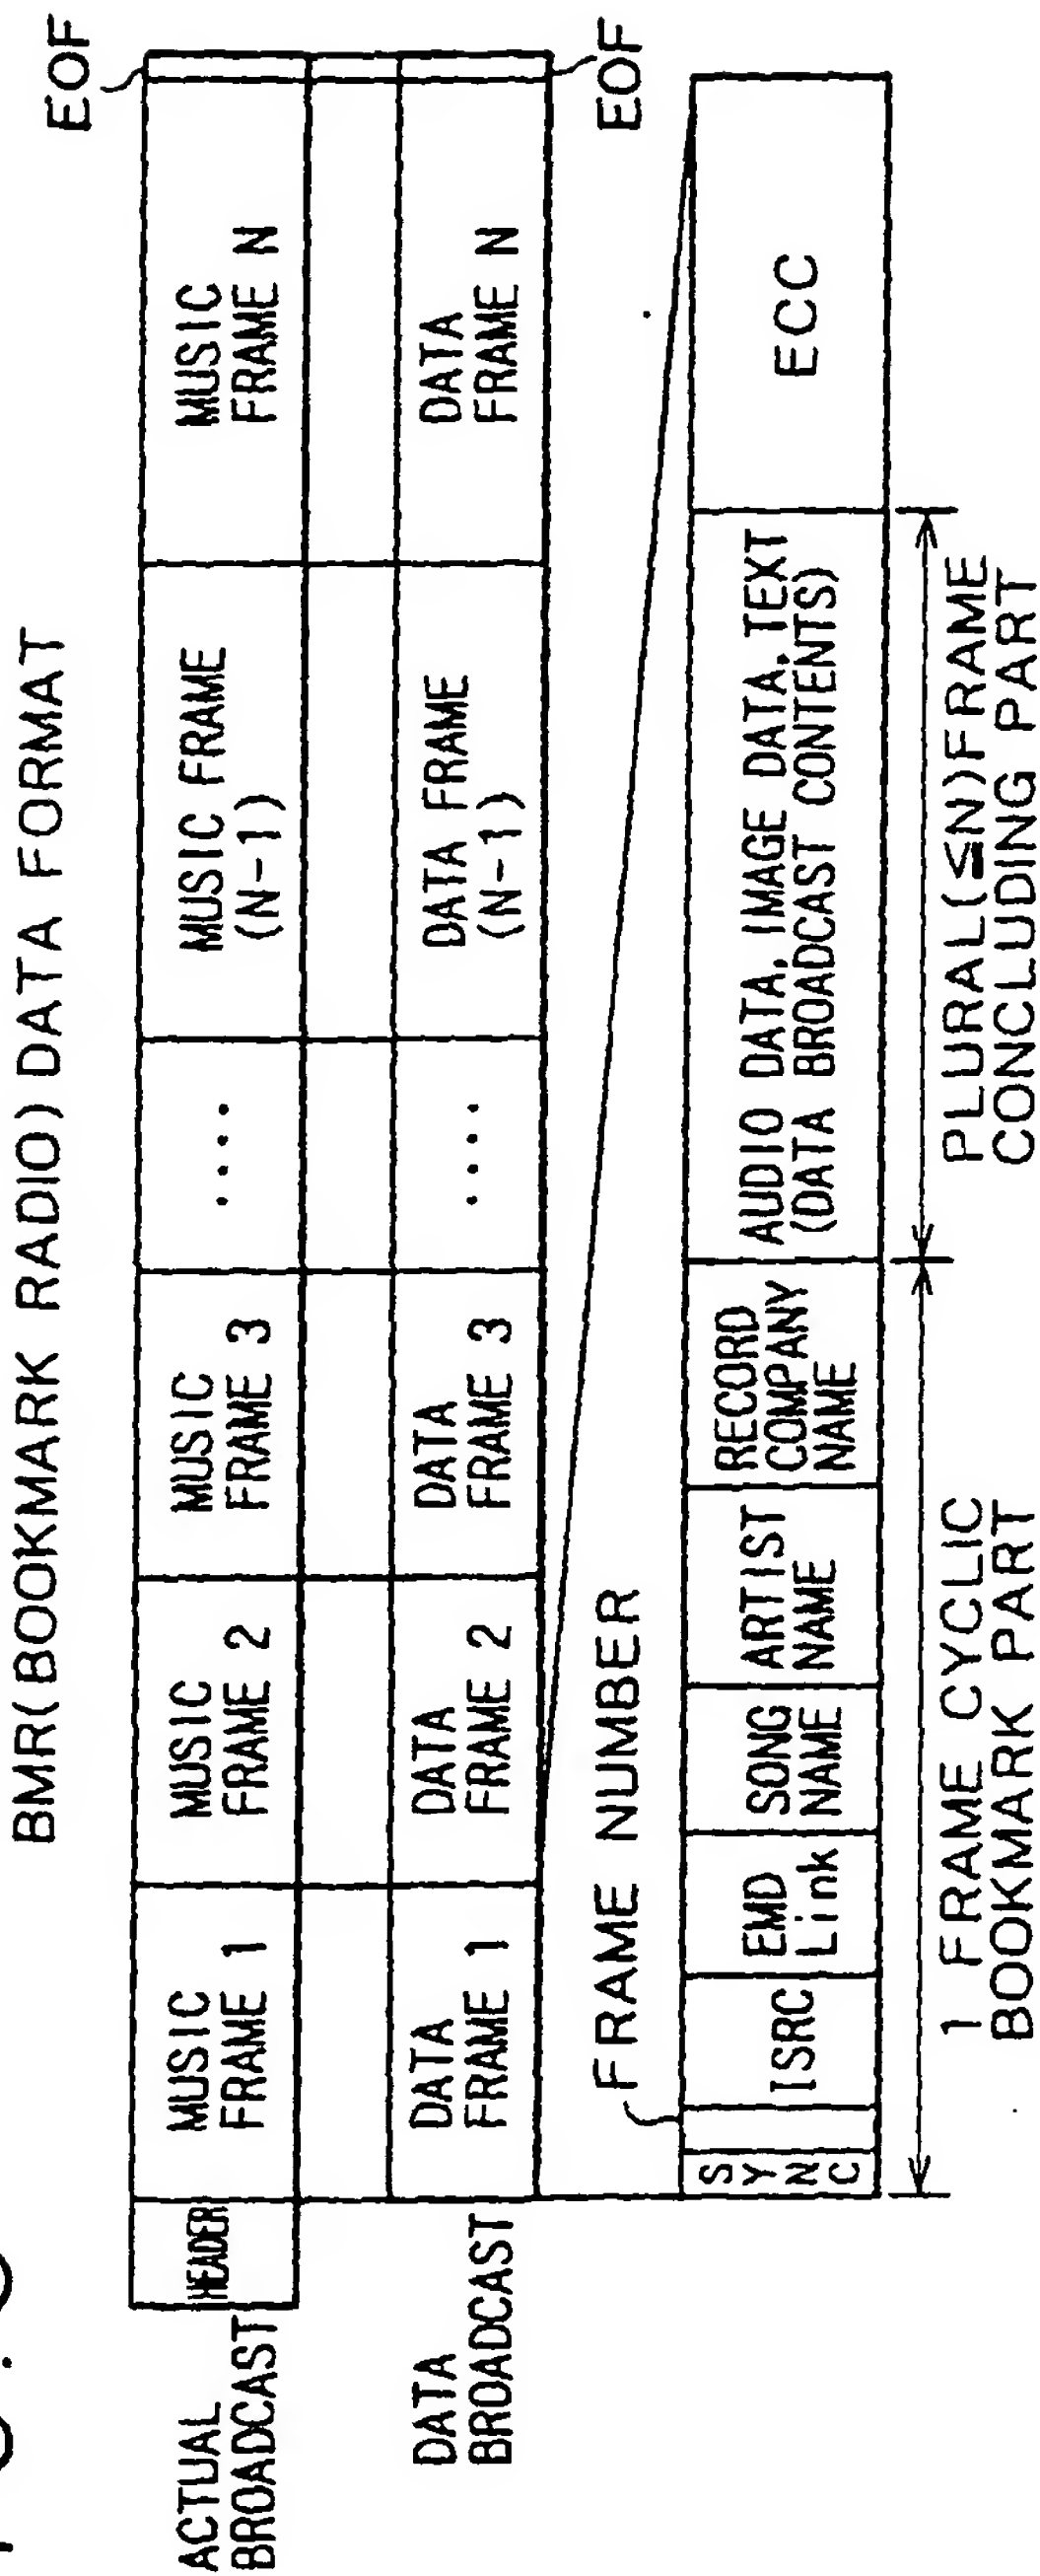 BMR(BOOKMARK RADIO) DATA FORMAT
EOF
ACTUAL
BROADCAST
HEADER
MUSIC
FRAME 1
MUSIC
FRAME 2
MUSIC
FRAME 3
....
MUSIC FRAME
(N-1)
MUSIC
FRAME N
DATA
BROADCAST
DATA
FRAME 1
DATA
FRAME 2
DATA
FRAME 3
....
DATA FRAME
(N-1)
DATA
FRAME N
EOF
FRAME NUMBER
SYNC
ISRC
EMD
Link
SONG
NAME
ARTIST
NAME
RECORD
COMPANY
NAME
AUDIO DATA, IMAGE DATA, TEXT
(DATA BROADCAST CONTENTS)
ECC
1 FRAME CYCLIC
BOOKMARK PART
PLURAL(≦N)FRAME
CONCLUDING PART